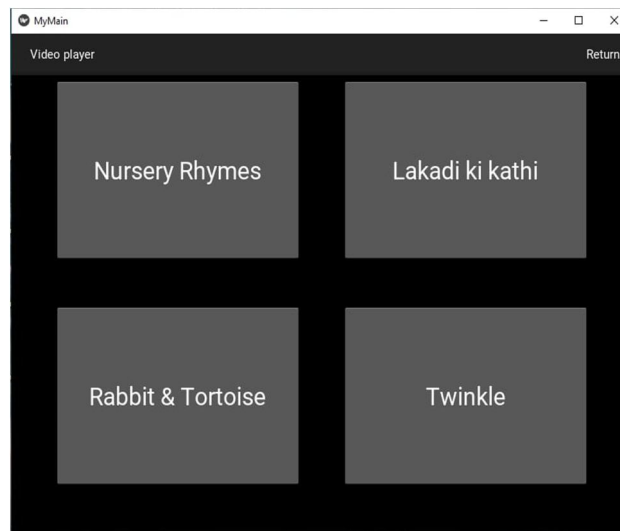 MyMain
Video player Return
Nursery Rhymes Lakadi ki kathi
Rabbit & Tortoise Twinkle